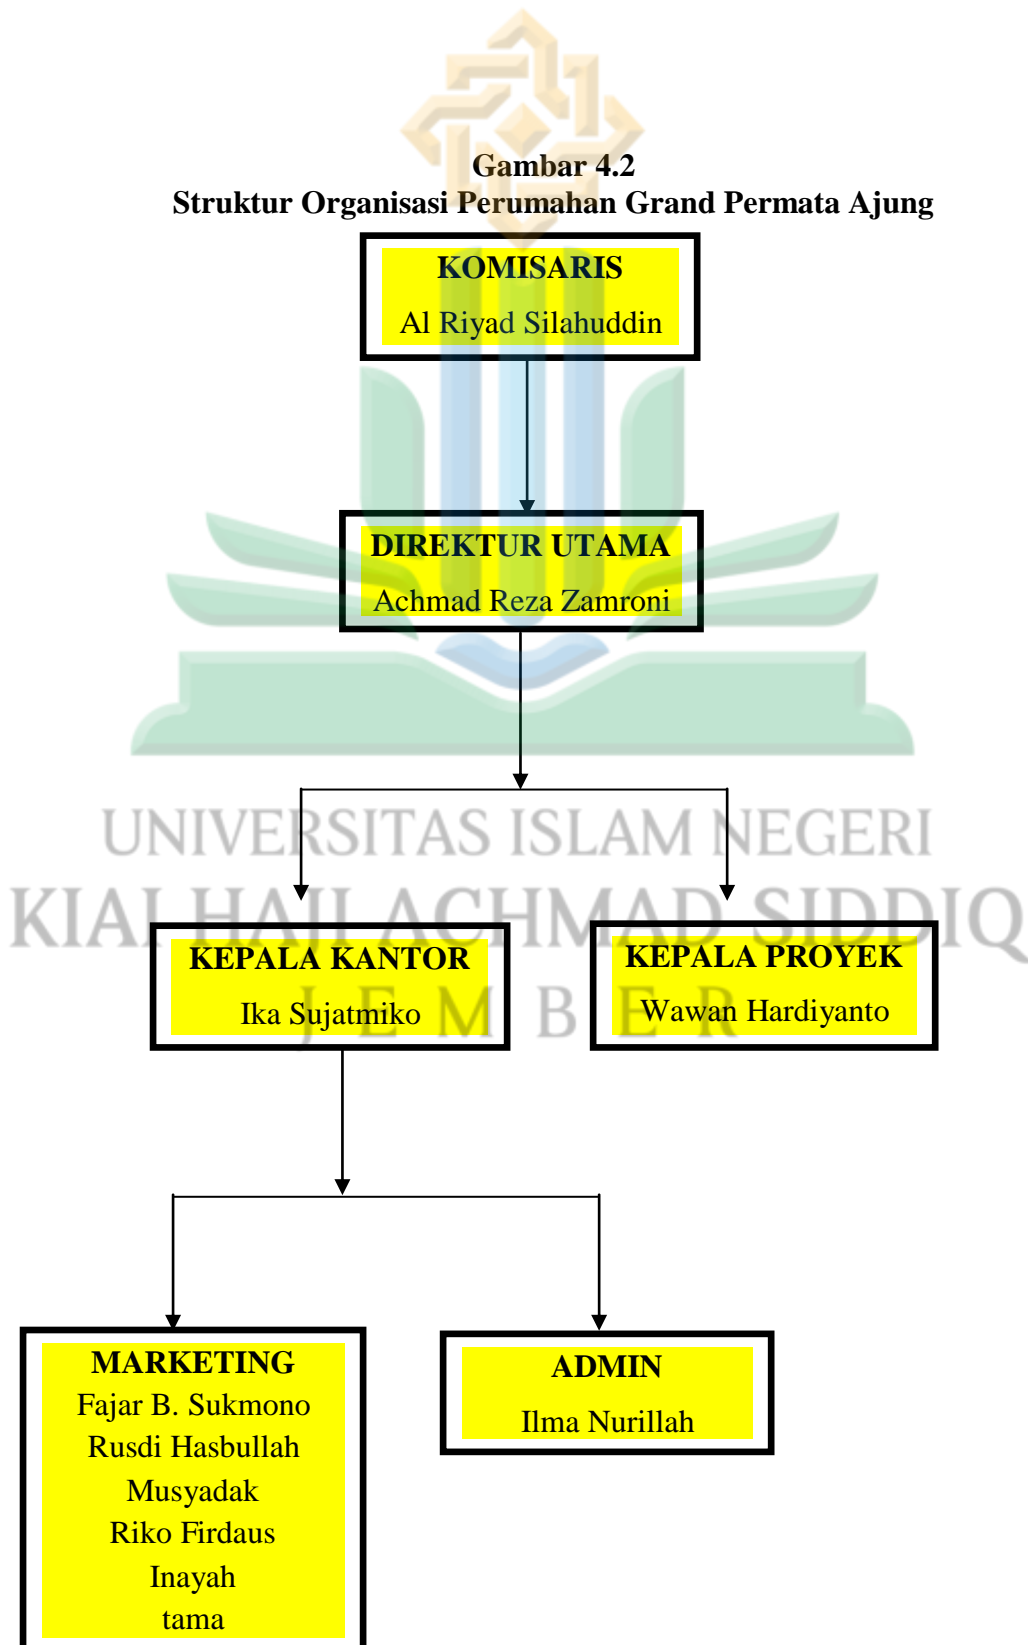 Gambar 4.2
Struktur Organisasi Perumahan Grand Permata Ajung
KOMISARIS
Al Riyad Silahuddin
DIREKTUR UTAMA
Achmad Reza Zamroni
UNIVERSITAS ISLAM NEGERI
KIAI HAJI ACHMAD SIDDIQ
JEMBER
KEPALA KANTOR
Ika Sujatmiko
KEPALA PROYEK
Wawan Hardiyanto
MARKETING
Fajar B. Sukmono
Rusdi Hasbullah
Musyadak
Riko Firdaus
Inayah
tama
ADMIN
Ilma Nurillah